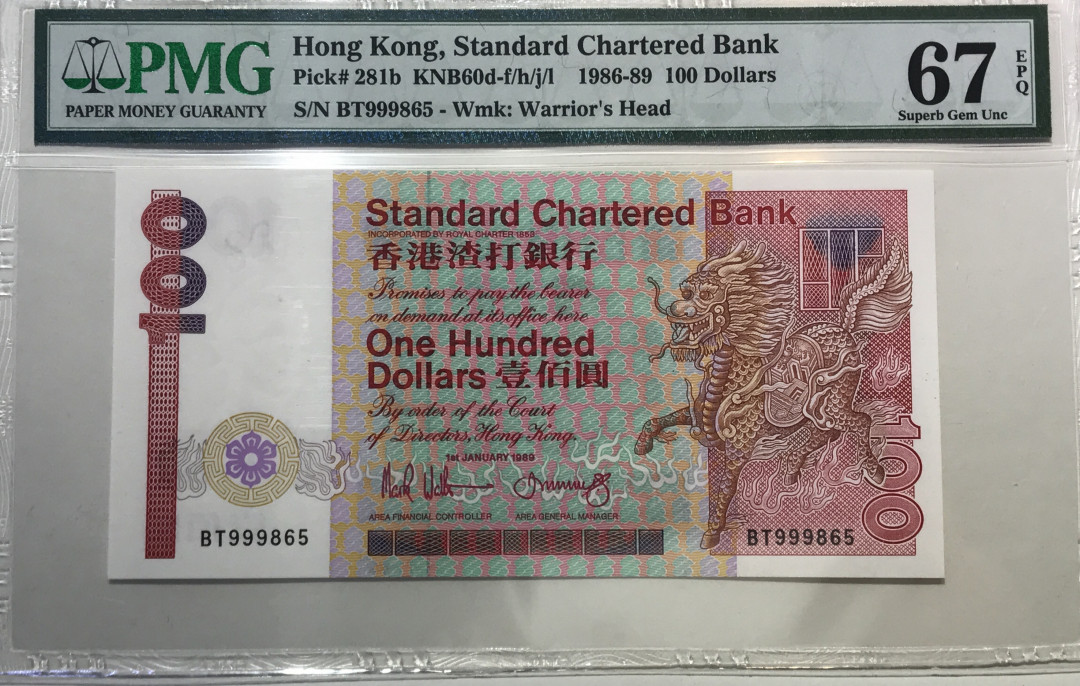 PMG
PAPER MONEY GUARANTY
Hong Kong, Standard Chartered Bank
Pick# 281b KNB60d-f/h/j/l 1986-89 100 Dollars
S/N BT999865 - Wmk: Warrior's Head
67
EPQ
Superb Gem Unc
100
Standard Chartered Bank
INCORPORATED BY ROYAL CHARTER 1853
香港渣打銀行
Promises to pay the bearer
on demand at its office here
One Hundred
Dollars 壹佰圓
By order of the Court
of Directors, Hong Kong.
1st JANUARY 1989
AREA FINANCIAL CONTROLLER AREA GENERAL MANAGER
BT999865
BT999865
100